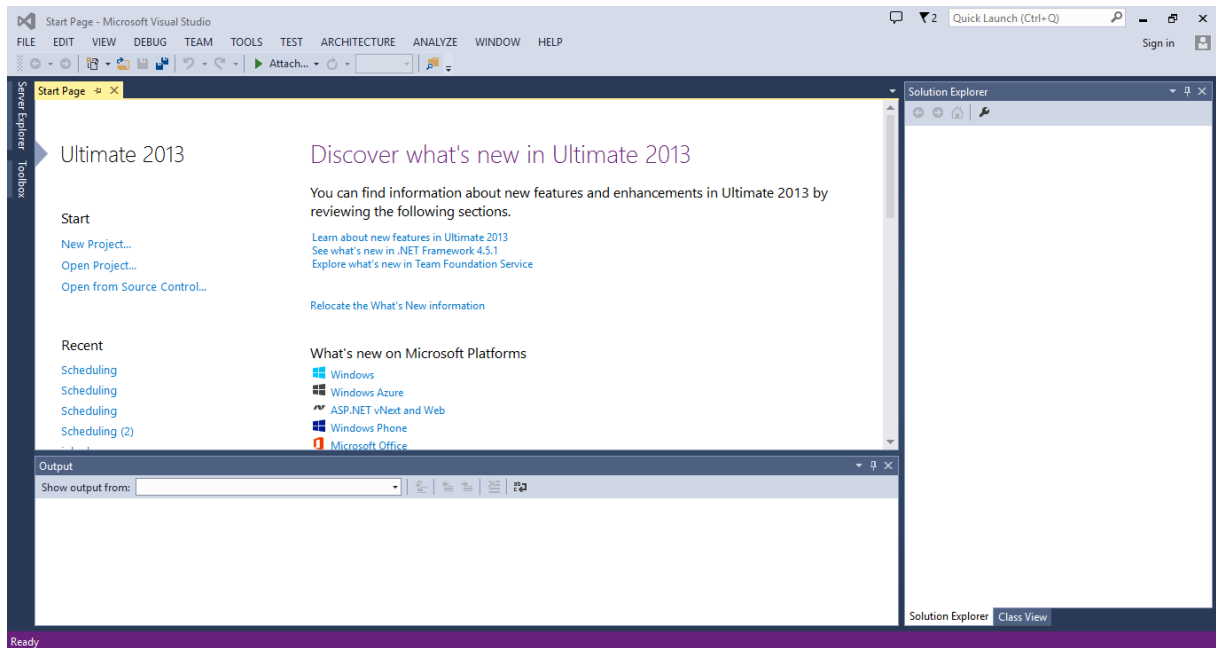 Start Page - Microsoft Visual Studio
2
Quick Launch (Ctrl+Q)
FILE EDIT VIEW DEBUG TEAM TOOLS TEST ARCHITECTURE ANALYZE WINDOW HELP
Sign in
Attach...
Server Explorer
Toolbox
Start Page
Ultimate 2013
Start
New Project...
Open Project...
Open from Source Control...
Recent
Scheduling
Scheduling
Scheduling
Scheduling (2)
Discover what's new in Ultimate 2013
You can find information about new features and enhancements in Ultimate 2013 by
reviewing the following sections.
Learn about new features in Ultimate 2013
See what's new in .NET Framework 4.5.1
Explore what's new in Team Foundation Service
Relocate the What's New information
What's new on Microsoft Platforms
Windows
Windows Azure
ASP.NET vNext and Web
Windows Phone
Microsoft Office
Solution Explorer
Output
Show output from:
Solution Explorer
Class View
Ready